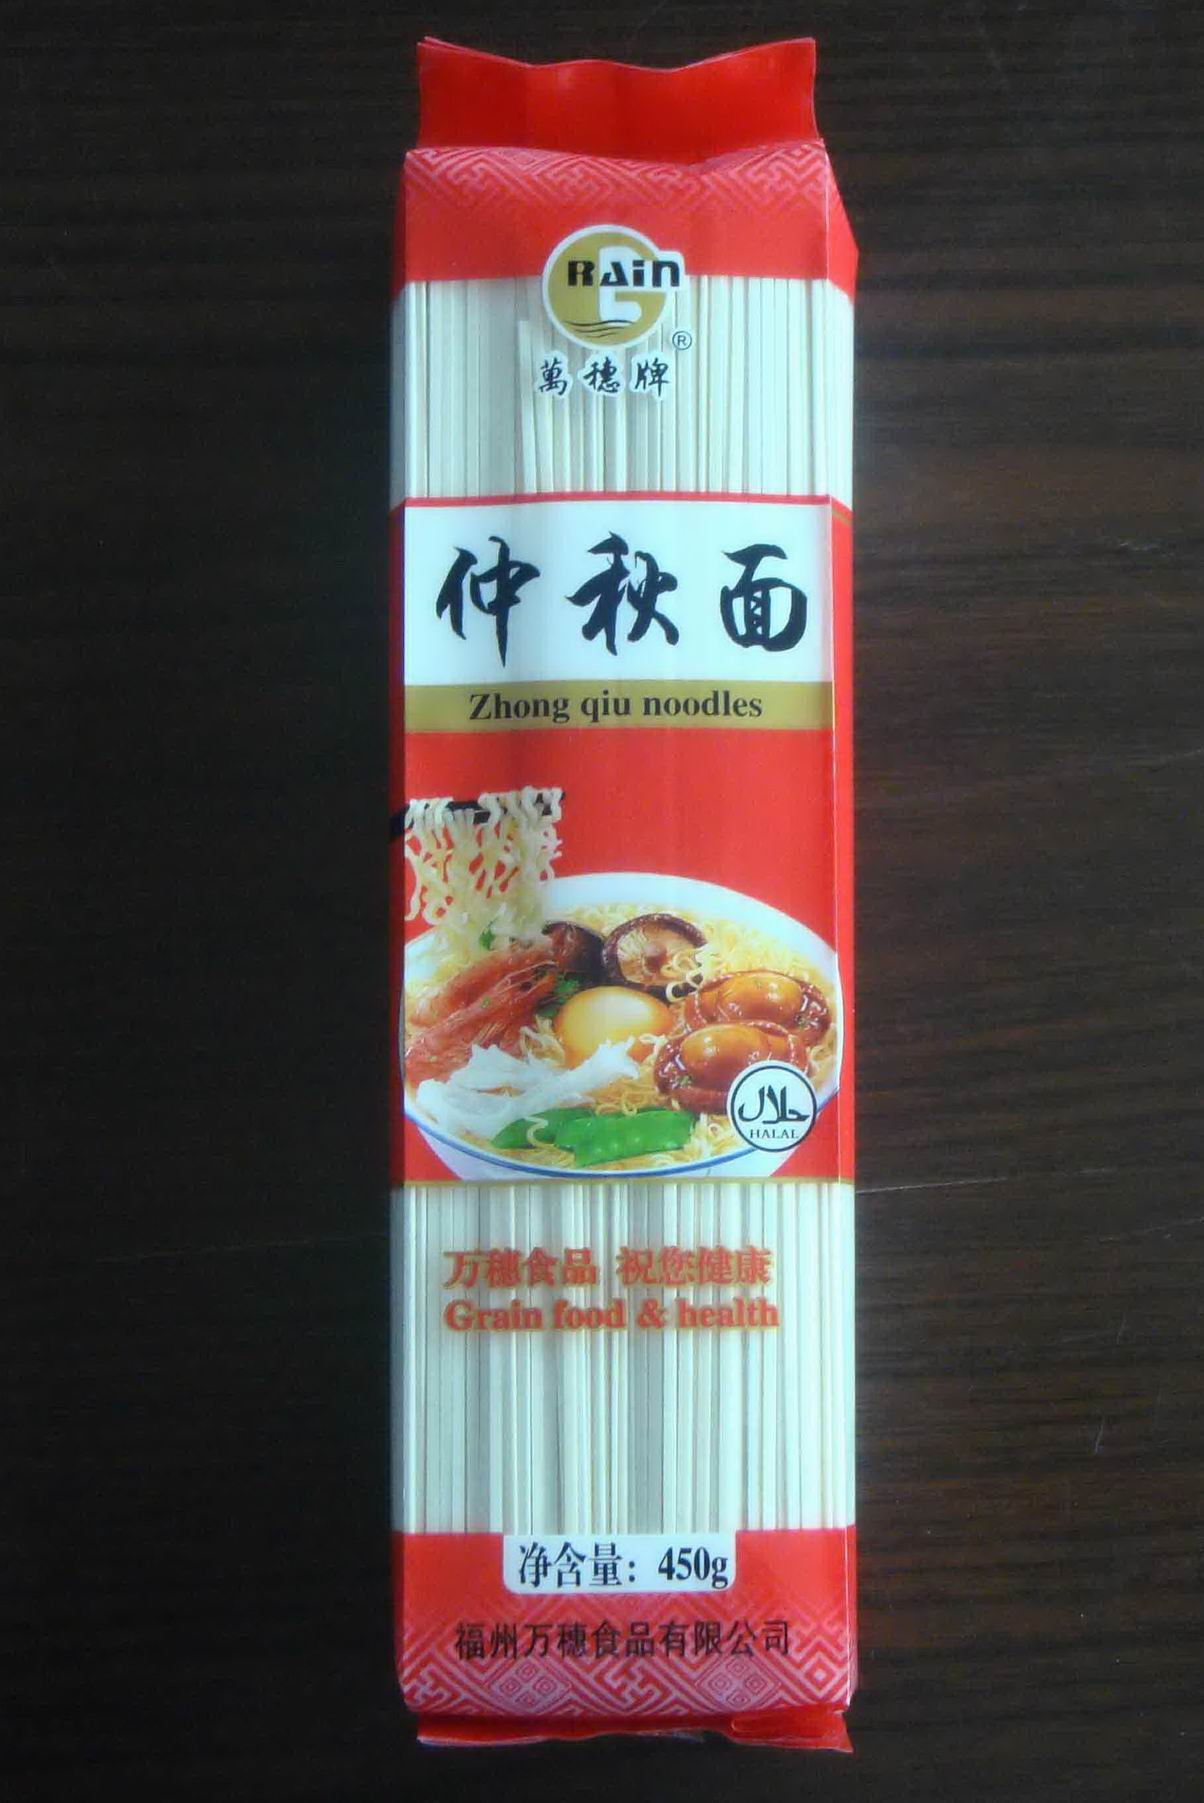 RAin
G
®
萬穗牌
仲秋面
Zhong qiu noodles
حلال
HALAL
万穗食品 祝您健康
Grain food & health
净含量：450g
福州万穗食品有限公司